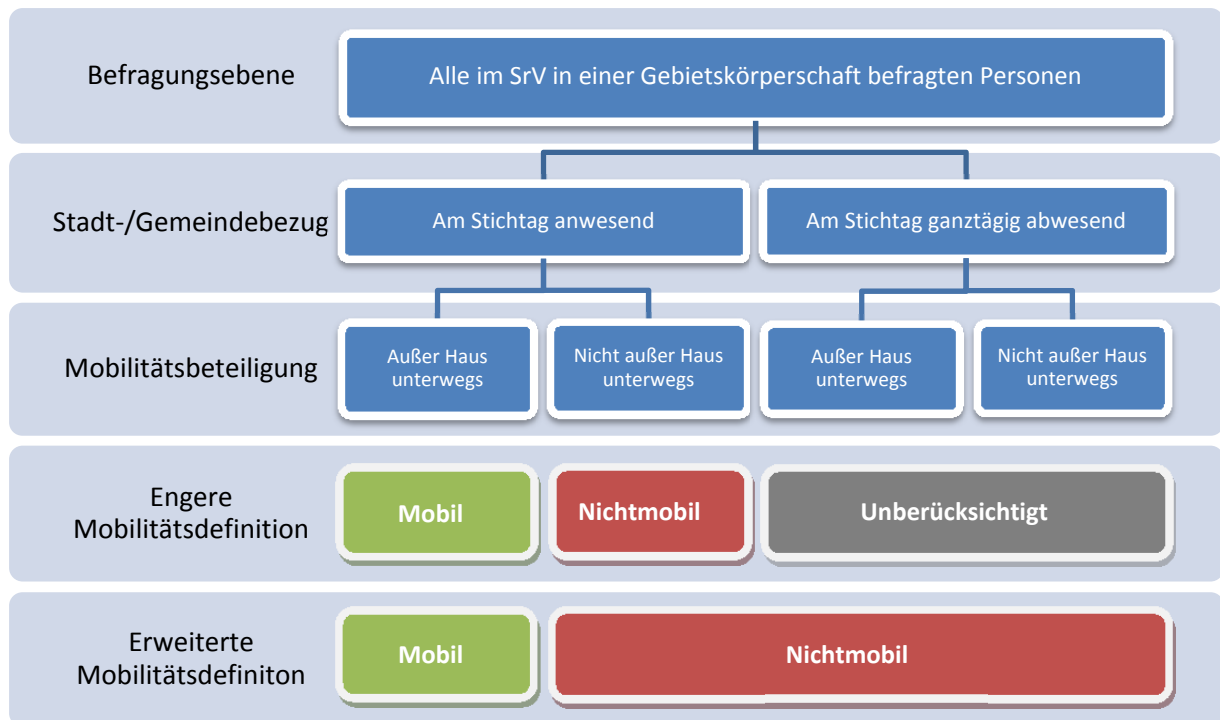 Befragungsebene
Alle im SrV in einer Gebietskörperschaft befragten Personen
Stadt-/Gemeindebezug
Am Stichtag anwesend
Am Stichtag ganztägig abwesend
Mobilitätsbeteiligung
Außer Haus
unterwegs
Nicht außer Haus
unterwegs
Außer Haus
unterwegs
Nicht außer Haus
unterwegs
Engere
Mobilitätsdefinition
Mobil
Nichtmobil
Unberücksichtigt
Erweiterte
Mobilitätsdefiniton
Mobil
Nichtmobil